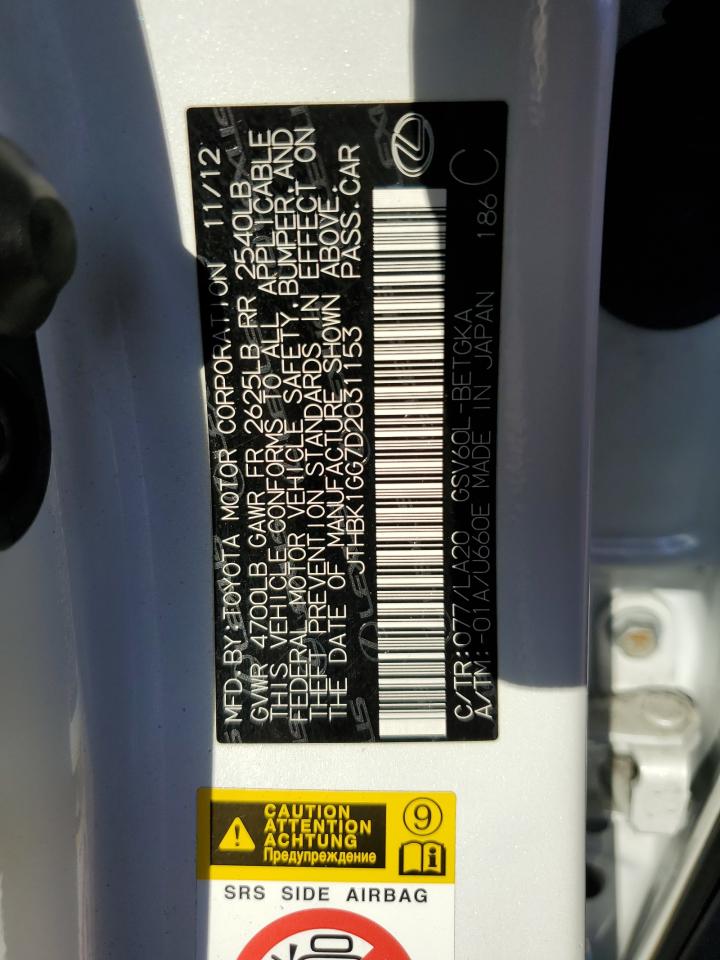 MFD.BY:TOYOTA MOTOR CORPORATION 11/12
GVWR 4700LB GAWR FR 2625LB RR 2540LB
THIS VEHICLE CONFORMS TO ALL APPLICABLE
FEDERAL MOTOR VEHICLE SAFETY,BUMPER,AND
THEFT PREVENTION STANDARDS IN EFFECT ON
THE DATE OF MANUFACTURE SHOWN ABOVE.
JTHBK1GG7D2031153 PASS.CAR
C/TR:077/LA20 GSV60L-BETGKA
A/TM:-01A/U660E MADE IN JAPAN 186 C
CAUTION
ATTENTION
ACHTUNG
Предупреждение
9
SRS SIDE AIRBAG